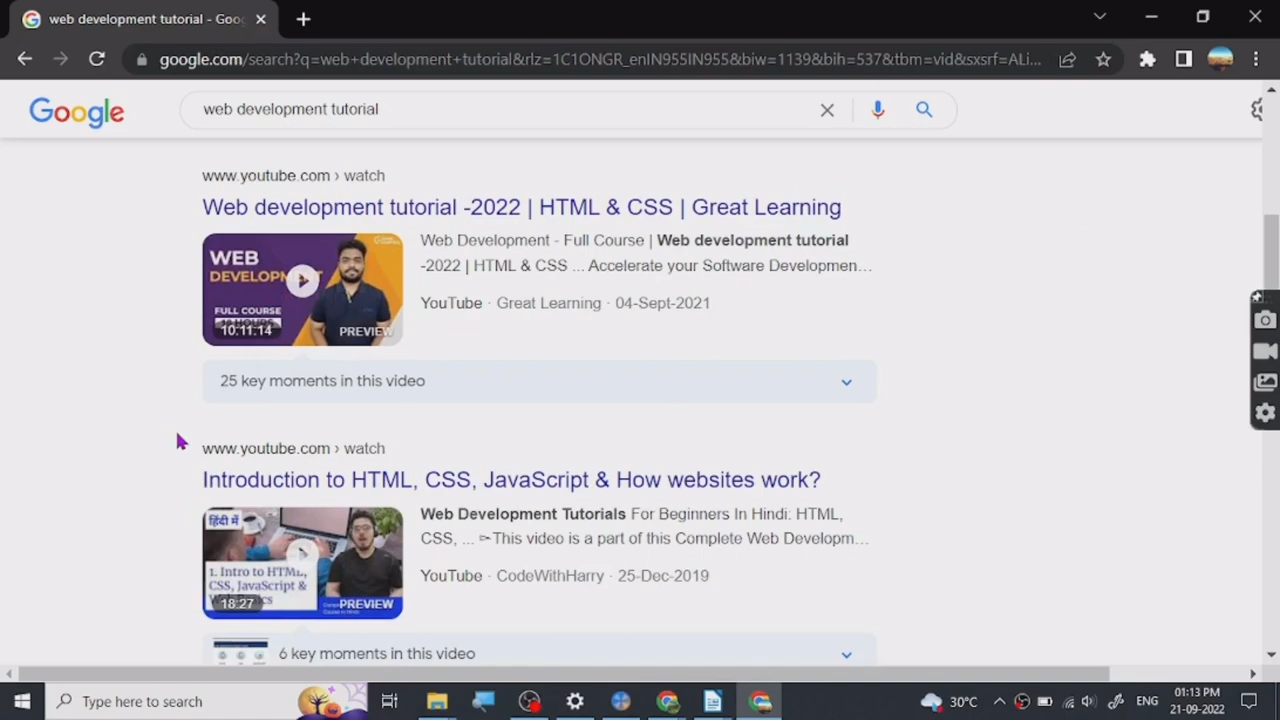 web development tutorial - Goo
google.com/search?q=web+development+tutorial&rlz=1C1ONGR_enIN955IN955&biw=1139&bih=537&tbm=vid&sxsrf=ALi...
Google
web development tutorial
www.youtube.com › watch
Web development tutorial -2022 | HTML & CSS | Great Learning
WEB
DEVELOPMENT
FULL COURSE
10:11:14
PREVIEW
Web Development - Full Course | Web development tutorial
-2022 | HTML & CSS ... Accelerate your Software Developmen…
YouTube · Great Learning · 04-Sept-2021
25 key moments in this video
www.youtube.com › watch
Introduction to HTML, CSS, JavaScript & How websites work?
हिंदी में
1. Intro to HTML,
CSS, JavaScript &
18:27
PREVIEW
Web Development Tutorials For Beginners In Hindi: HTML,
CSS, ... ▻This video is a part of this Complete Web Developm…
YouTube · CodeWithHarry · 25-Dec-2019
6 key moments in this video
Type here to search
30°C
ENG
01:13 PM
21-09-2022